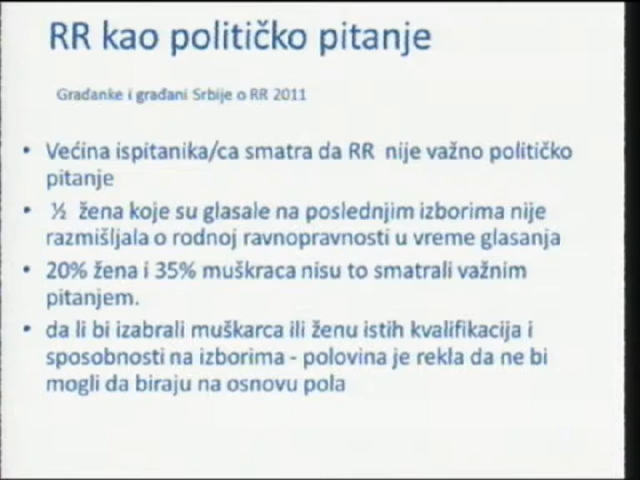 RR kao političko pitanje
Građanke i građani Srbije o RR 2011
• Većina ispitanika/ca smatra da RR nije važno političko
pitanje
• ½ žena koje su glasale na poslednjim izborima nije
razmišljala o rodnoj ravnopravnosti u vreme glasanja
• 20% žena i 35% muškraca nisu to smatrali važnim
pitanjem.
• da li bi izabrali muškarca ili ženu istih kvalifikacija i
sposobnosti na izborima - polovina je rekla da ne bi
mogli da biraju na osnovu pola